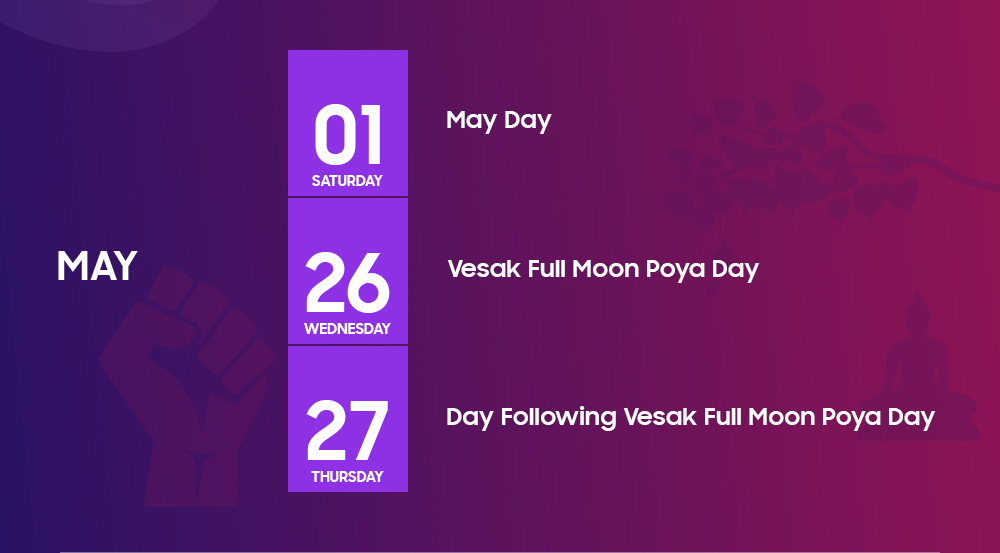 01
SATURDAY
May Day
MAY
26
WEDNESDAY
Vesak Full Moon Poya Day
27
THURSDAY
Day Following Vesak Full Moon Poya Day